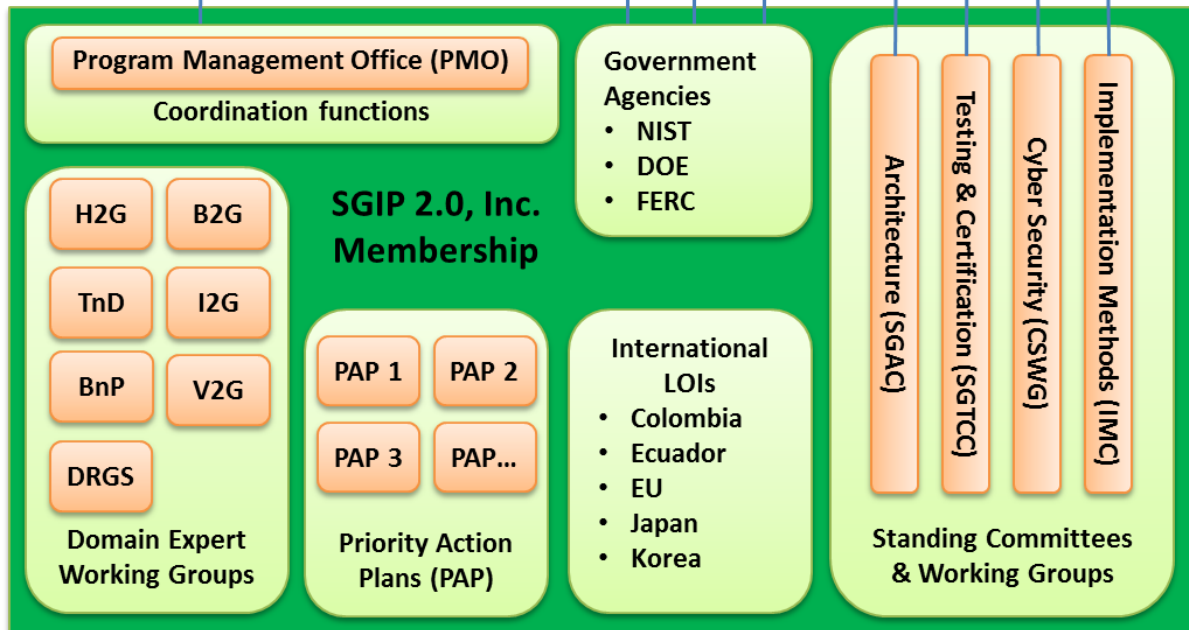 Program Management Office (PMO)
Coordination functions
Government
Agencies
• NIST
• DOE
• FERC
SGIP 2.0, Inc.
Membership
H2G
B2G
TnD
I2G
BnP
V2G
DRGS
Domain Expert
Working Groups
PAP 1
PAP 2
PAP 3
PAP...
Priority Action
Plans (PAP)
International
LOIs
• Colombia
• Ecuador
• EU
• Japan
• Korea
Architecture (SGAC)
Testing & Certification (SGTCC)
Cyber Security (CSWG)
Implementation Methods (IMC)
Standing Committees
& Working Groups